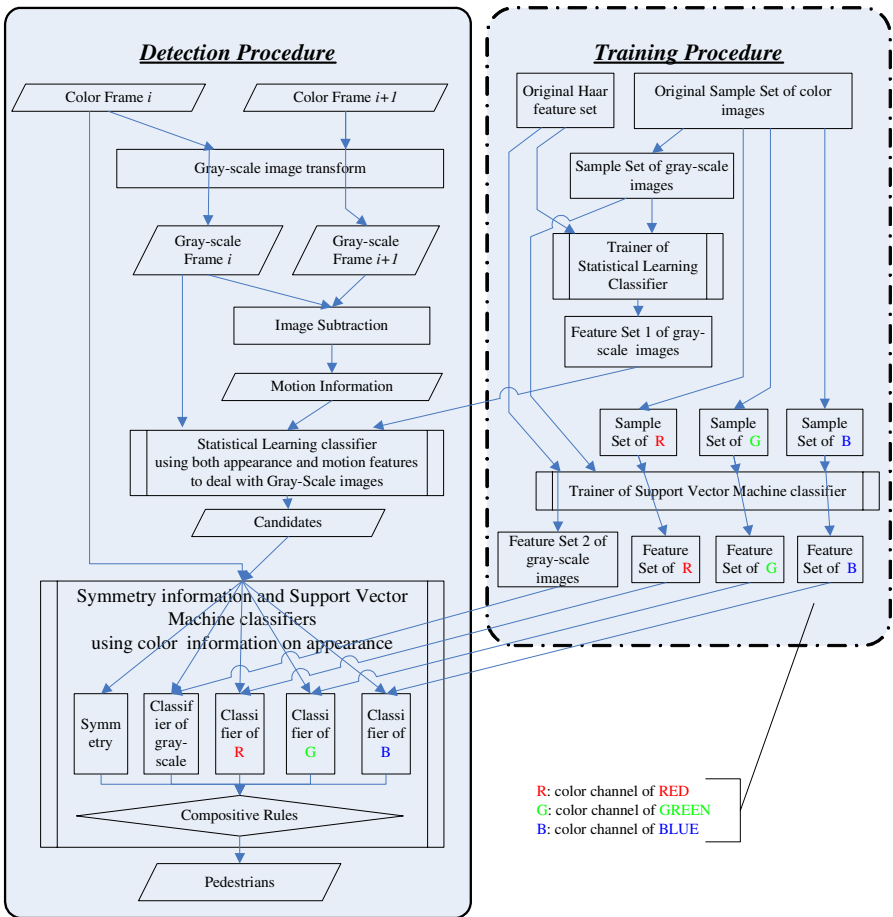 Detection Procedure
Color Frame i
Color Frame i+1
Gray-scale image transform
Gray-scale
Frame i
Gray-scale
Frame i+1
Image Subtraction
Motion Information
Statistical Learning classifier
using both appearance and motion features
to deal with Gray-Scale images
Candidates
Symmetry information and Support Vector
Machine classifiers
using color information on appearance
Symm
etry
Classif
ier of
gray-
scale
Classi
fier of
R
Classi
fier of
G
Classi
fier of
B
Compositive Rules
Pedestrians
Training Procedure
Original Haar
feature set
Original Sample Set of color
images
Sample Set of gray-scale
images
Trainer of
Statistical Learning
Classifier
Feature Set 1 of gray-
scale images
Sample
Set of R
Sample
Set of G
Sample
Set of B
Trainer of Support Vector Machine classifier
Feature Set 2 of
gray-scale
images
Feature
Set of R
Feature
Set of G
Feature
Set of B
R: color channel of RED
G: color channel of GREEN
B: color channel of BLUE